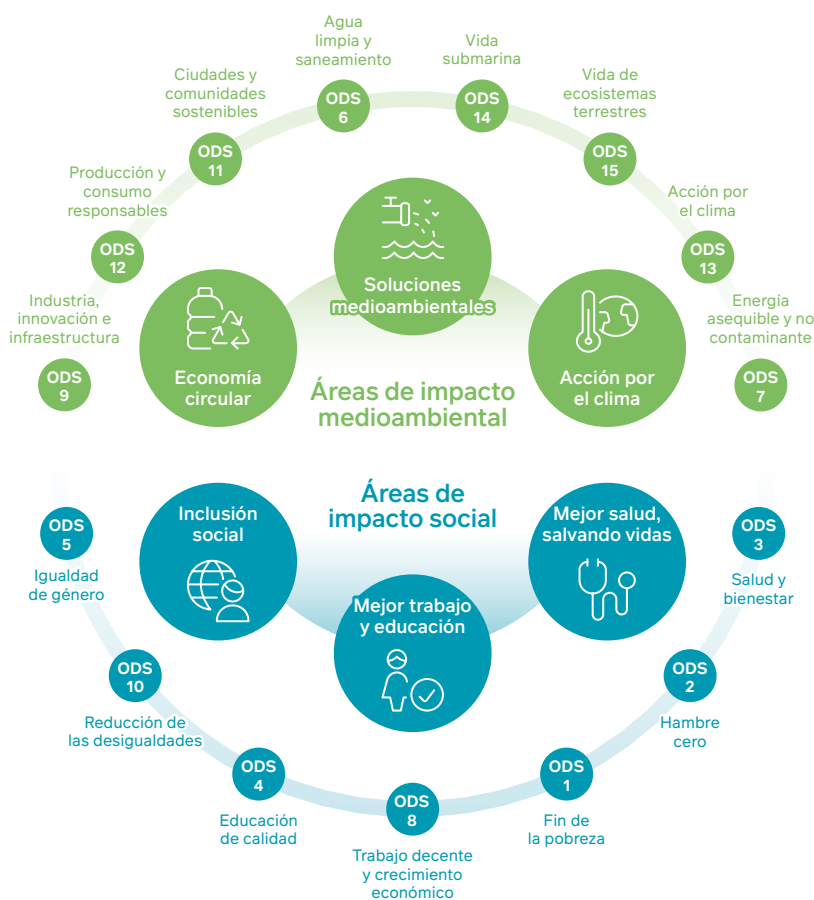 Agua
limpia y
saneamiento
ODS
6
Vida
submarina
ODS
14
Ciudades y
comunidades
sostenibles
ODS
11
Vida de
ecosistemas
terrestres
ODS
15
Producción y
consumo
responsables
ODS
12
Acción por
el clima
ODS
13
Industria,
innovación e
infraestructura
ODS
9
Energía
asequible y no
contaminante
ODS
7
Soluciones
medioambientales
Economía
circular
Acción por
el clima
Áreas de impacto
medioambiental
Áreas de
impacto social
Inclusión
social
Mejor salud,
salvando vidas
Mejor trabajo
y educación
ODS
5
Igualdad
de género
ODS
3
Salud y
bienestar
ODS
10
Reducción de
las desigualdades
ODS
2
Hambre
cero
ODS
4
Educación
de calidad
ODS
8
Trabajo decente
y crecimiento
económico
ODS
1
Fin de
la pobreza